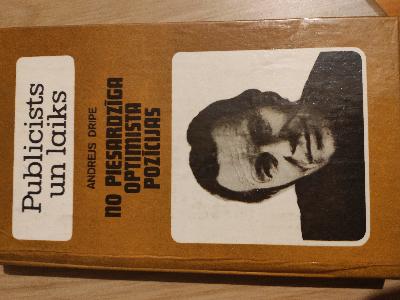 Publicists
un laiks
ANDREJS DRIPE
NO PIESARDZĪGA
OPTIMISTA
POZĪCIJAS